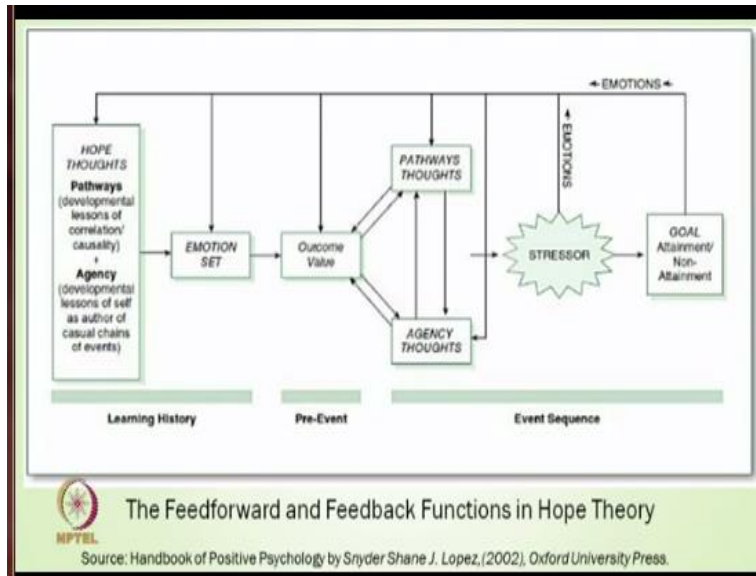 ←EMOTIONS←
←EMOTIONS
HOPE
THOUGHTS
Pathways
(developmental
lessons of
correlation/
causality)
+
Agency
(developmental
lessons of self
as author of
casual chains
of events)
EMOTION
SET
Outcome
Value
PATHWAYS
THOUGHTS
AGENCY
THOUGHTS
STRESSOR
GOAL
Attainment/
Non-
Attainment
Learning History
Pre-Event
Event Sequence
NPTEL
The Feedforward and Feedback Functions in Hope Theory
Source: Handbook of Positive Psychology by Snyder Shane J. Lopez,(2002), Oxford University Press.